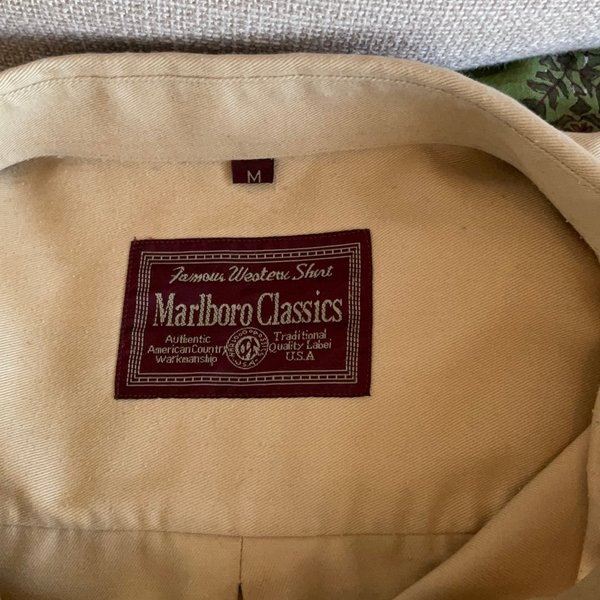 M
Famous Western Shirt
Marlboro Classics
Authentic
American Country
Workmanship
Traditional
Quality Label
U.S.A
U.S.A.